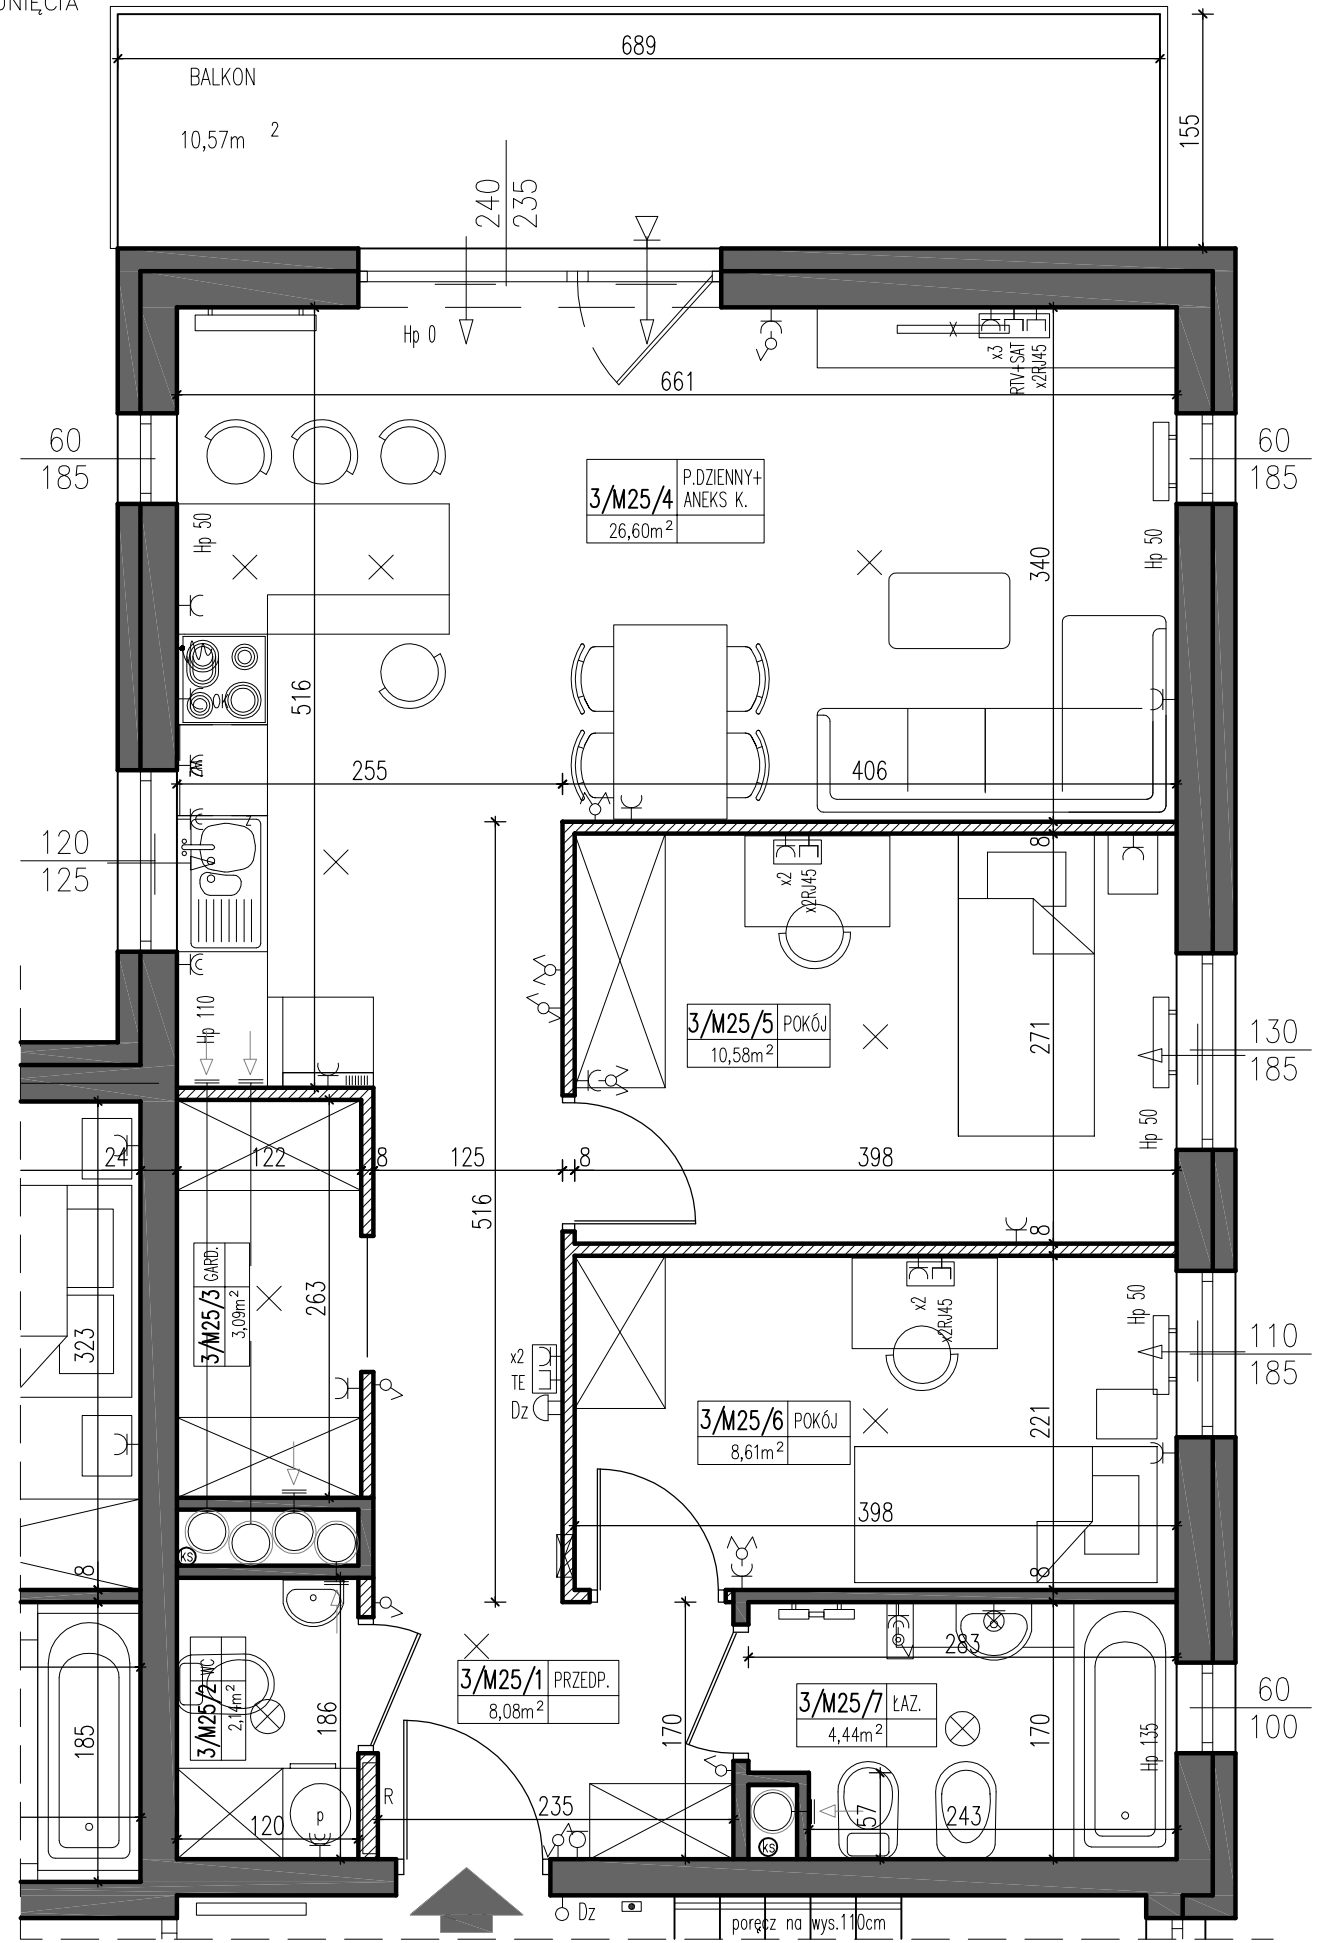 689
BALKON
10,57m 2
155
240
235
Hp 0
x3
RTV+SAT
x2RJ45
661
60
185
60
185
3/M25/4 P.DZIENNY+
ANEKS K.
26,60m²
Hp 50
Hp 50
340
516
OK
ZW
255
406
120
125
Z
8
x2
x2RJ45
3/M25/5 POKÓJ
10,58m²
271
130
185
Hp 110
Hp 50
24
122
8
125
8
398
516
8
3/M25/3 GARD.
3,09m²
263
323
x2
TE
Dz
x2
x2RJ45
Hp 50
110
185
3/M25/6 POKÓJ
8,61m²
221
398
ks
8
8
283
3/M25/2 WC
2,14m²
186
3/M25/1 PRZEDP.
8,08m²
170
3/M25/7 ŁAZ.
4,44m²
170
Hp 135
60
100
185
R
p
120
235
57
243
ks
Dz
poręcz na wys.110cm